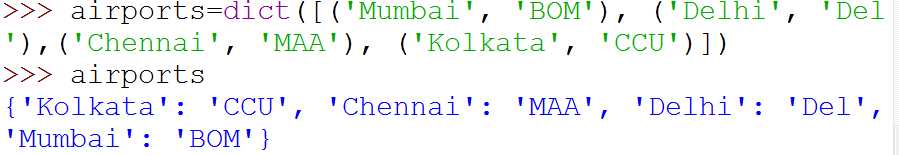 >>> airports=dict([('Mumbai', 'BOM'), ('Delhi', 'Del
'),('Chennai', 'MAA'), ('Kolkata', 'CCU')])
>>> airports
{'Kolkata': 'CCU', 'Chennai': 'MAA', 'Delhi': 'Del',
'Mumbai': 'BOM'}